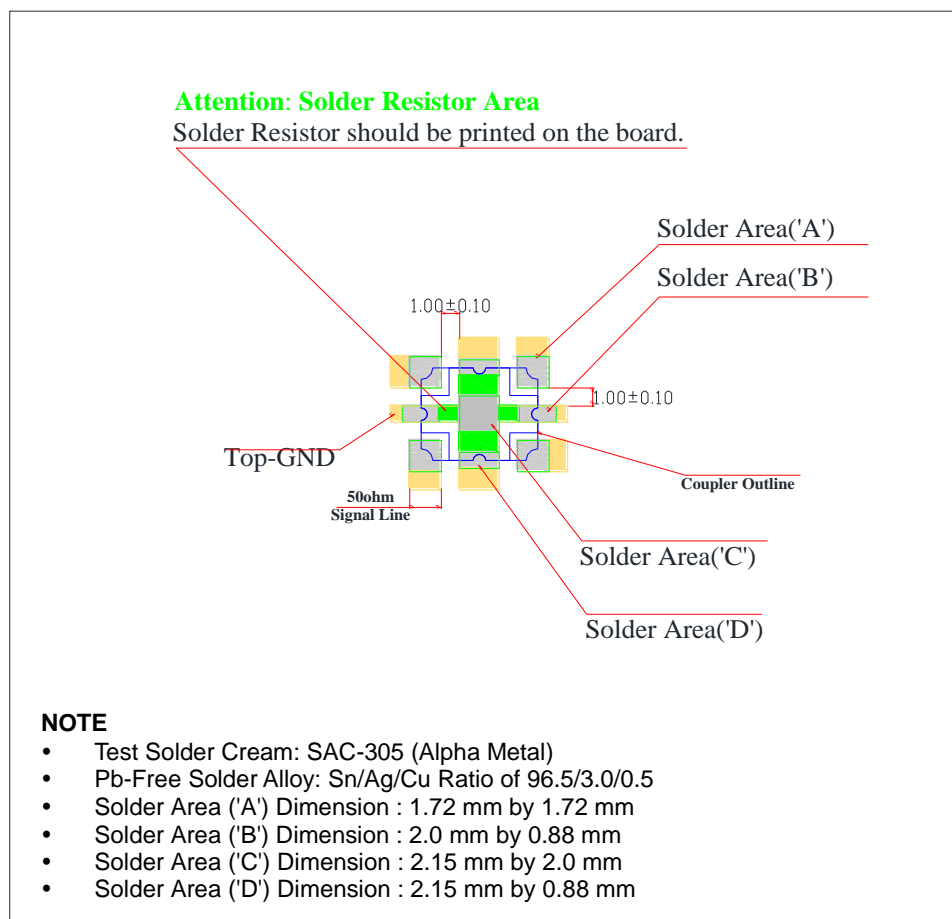 Attention: Solder Resistor Area
Solder Resistor should be printed on the board.
Solder Area('A')
Solder Area('B')
1.00±0.10
1.00±0.10
Top-GND
Coupler Outline
50ohm
Signal Line
Solder Area('C')
Solder Area('D')
NOTE
• Test Solder Cream: SAC-305 (Alpha Metal)
• Pb-Free Solder Alloy: Sn/Ag/Cu Ratio of 96.5/3.0/0.5
• Solder Area ('A') Dimension : 1.72 mm by 1.72 mm
• Solder Area ('B') Dimension : 2.0 mm by 0.88 mm
• Solder Area ('C') Dimension : 2.15 mm by 2.0 mm
• Solder Area ('D') Dimension : 2.15 mm by 0.88 mm